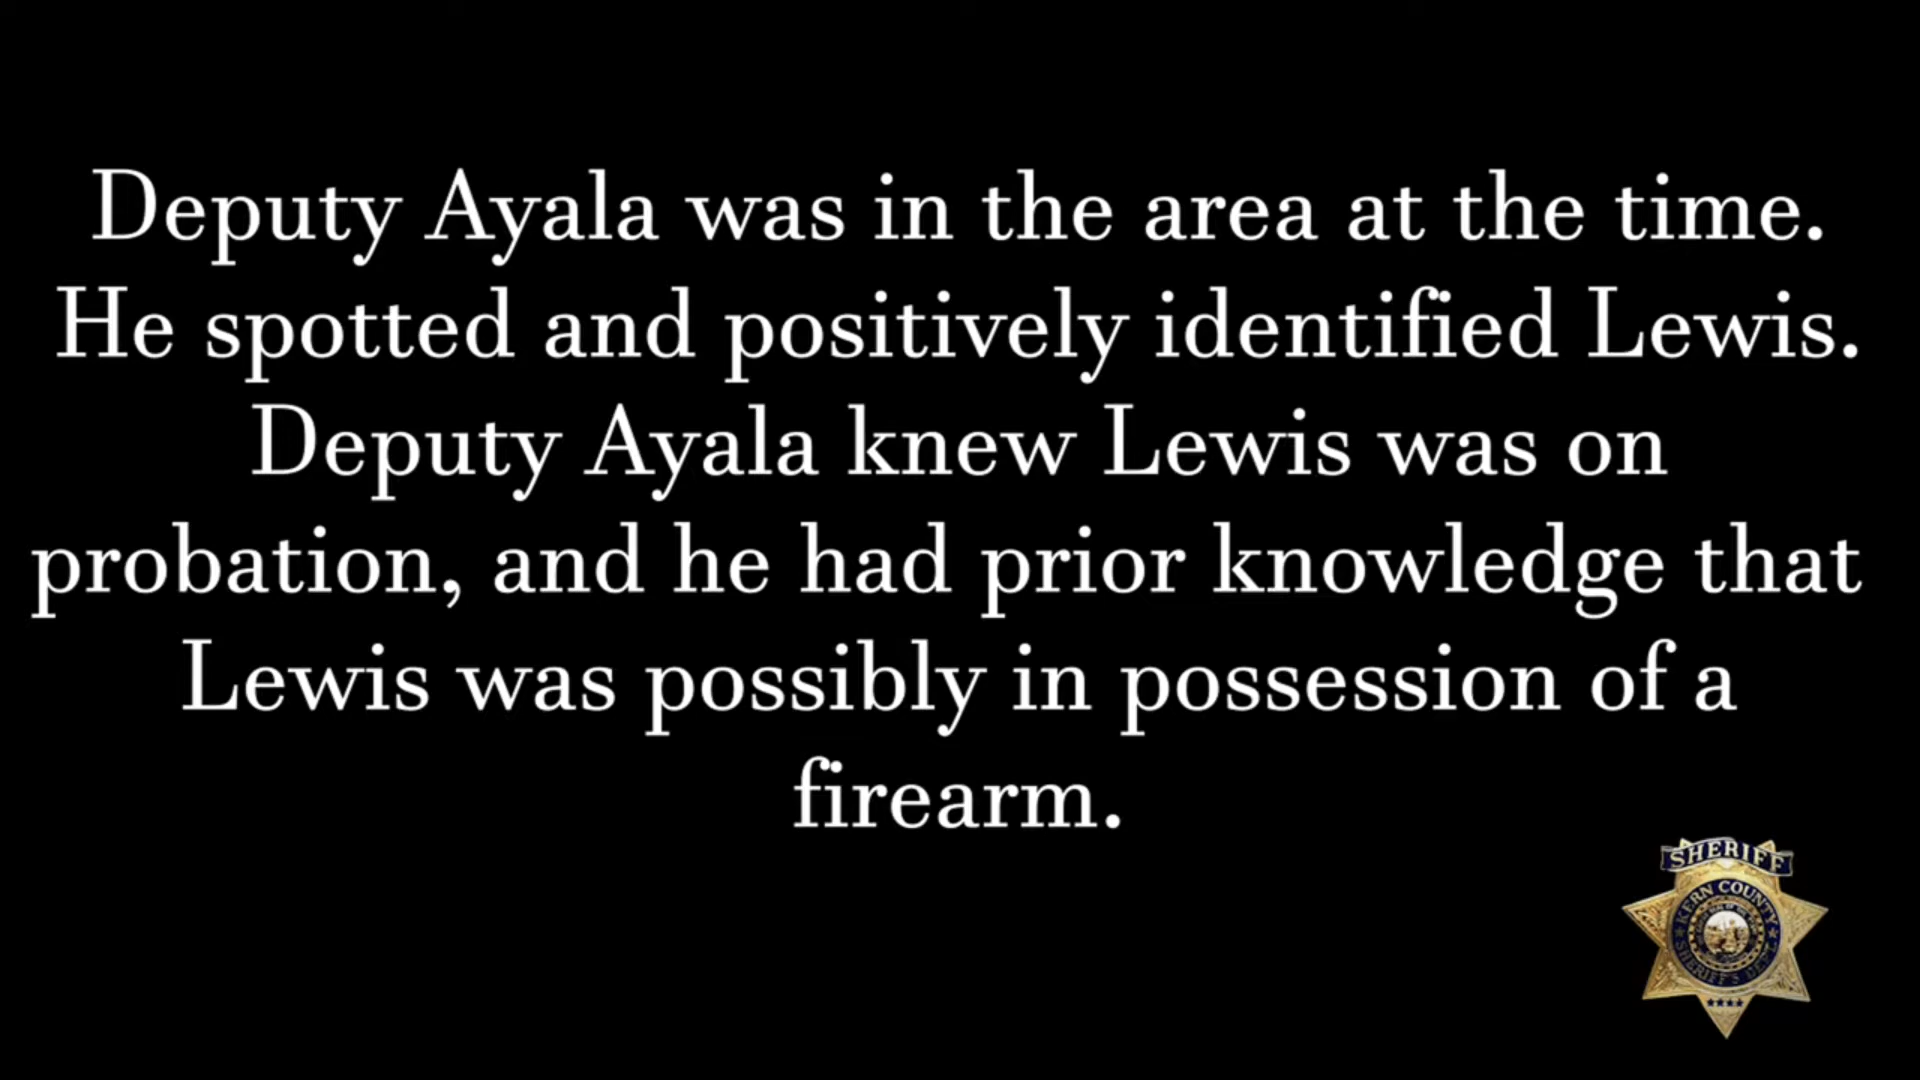 Deputy Ayala was in the area at the time.
He spotted and positively identified Lewis.
Deputy Ayala knew Lewis was on
probation, and he had prior knowledge that
Lewis was possibly in possession of a
firearm.
SHERIFF
KERN COUNTY
SHERIFF'S DEPT.